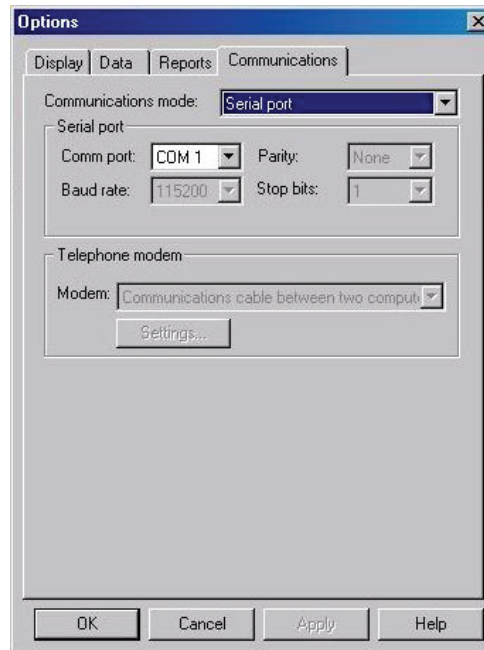 Options
Display Data Reports Communications
Communications mode: Serial port
Serial port
Comm port: COM 1 Parity: None
Baud rate: 115200 Stop bits: 1
Telephone modem
Modem: Communications cable between two comput
Settings...
OK Cancel Apply Help